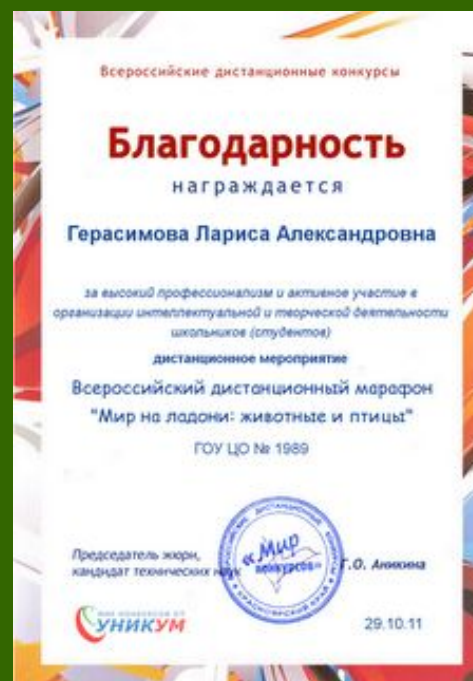 Всероссийские дистанционные конкурсы
Благодарность
награждается
Герасимова Лариса Александровна
за высокий профессионализм и активное участие в
организации интеллектуальной и творческой деятельности
школьников (студентов)
дистанционное мероприятие
Всероссийский дистанционный марафон
"Мир на ладони: животные и птицы"
ГОУ ЦО № 1989
Председатель жюри,
кандидат технических наук
Г.О. Аникина
«Мир
конкурсов»
КРАСНОЯРСКИЙ КРАЙ
УНИКУМ
29.10.11